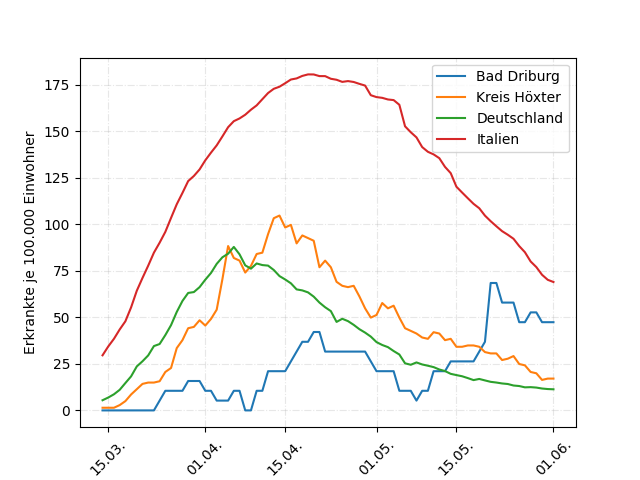 Erkrankte je 100.000 Einwohner
175
150
125
100
75
50
25
0
Bad Driburg
Kreis Höxter
Deutschland
Italien
15.03.
01.04.
15.04.
01.05.
15.05.
01.06.